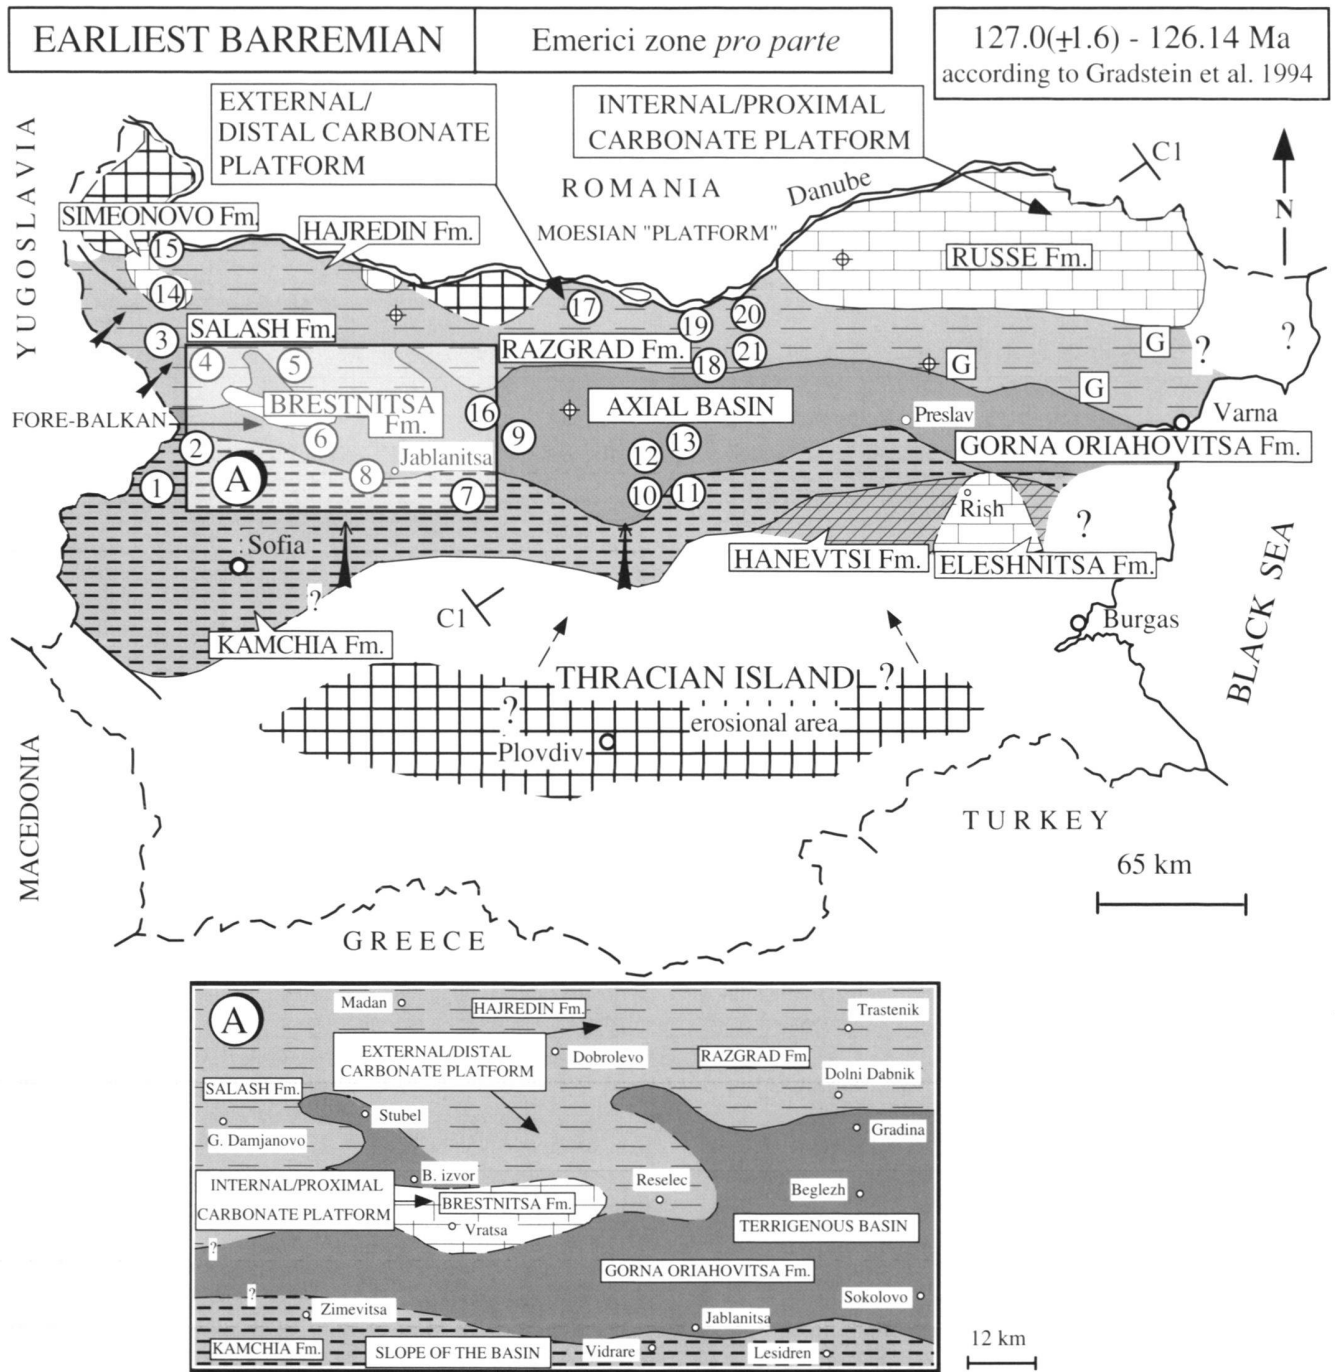 EARLIEST BARREMIAN
Emerici zone pro parte
127.0(±1.6) - 126.14 Ma
according to Gradstein et al. 1994
EXTERNAL/
DISTAL CARBONATE
PLATFORM
INTERNAL/PROXIMAL
CARBONATE PLATFORM
C1
YUGOSLAVIA
ROMANIA
Danube
MOESIAN "PLATFORM"
N
SIMEONOVO Fm.
HAJREDIN Fm.
15
RUSSE Fm.
14
17
20
19
SALASH Fm.
3
RAZGRAD Fm.
21
G
?
?
4
5
18
G
G
BRESTNITSA
Fm.
16
AXIAL BASIN
Preslav
Varna
FORE-BALKAN
2
6
9
13
GORNA ORIAHOVITSA Fm.
12
Jablanitsa
8
A
1
7
10
11
Rish
?
Sofia
HANEVTSI Fm.
ELESHNITSA Fm.
?
C1
Burgas
BLACK SEA
KAMCHIA Fm.
THRACIAN ISLAND
?
?
erosional area
Plovdiv
MACEDONIA
TURKEY
65 km
GREECE
A
Madan
HAJREDIN Fm.
Trastenik
EXTERNAL/DISTAL
CARBONATE PLATFORM
Dobrolevo
RAZGRAD Fm.
Dolni Dabnik
SALASH Fm.
Stubel
G. Damjanovo
Gradina
B. izvor
Reselec
INTERNAL/PROXIMAL
CARBONATE PLATFORM
BRESTNITSA Fm.
Beglezh
Vratsa
TERRIGENOUS BASIN
?
GORNA ORIAHOVITSA Fm.
?
Sokolovo
Zimevitsa
Jablanitsa
KAMCHIA Fm.
SLOPE OF THE BASIN
Vidrare
Lesidren
12 km